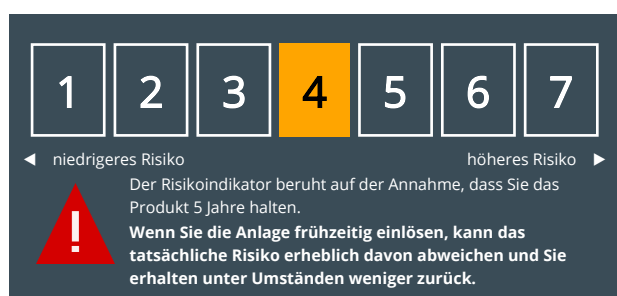 1 2 3 4 5 6 7
niedrigeres Risiko höheres Risiko
Der Risikoindikator beruht auf der Annahme, dass Sie das
Produkt 5 Jahre halten.
Wenn Sie die Anlage frühzeitig einlösen, kann das
tatsächliche Risiko erheblich davon abweichen und Sie
erhalten unter Umständen weniger zurück.